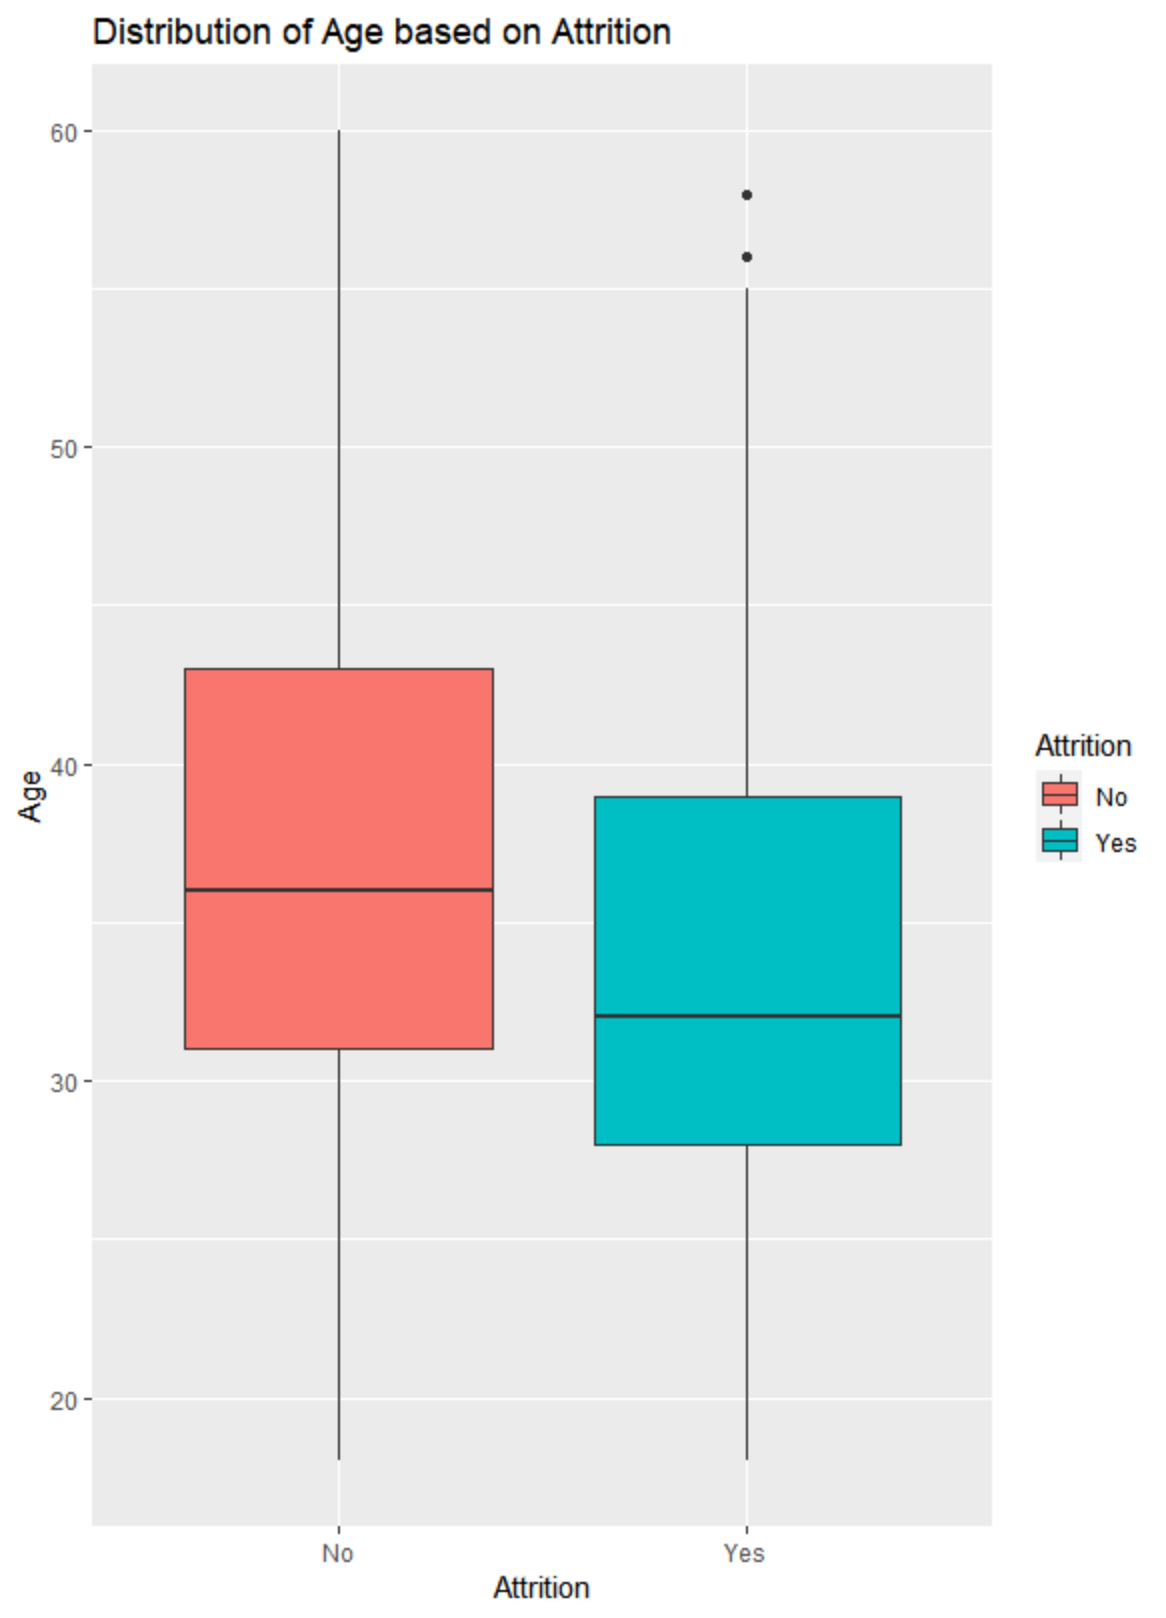 Distribution of Age based on Attrition
60
50
40
30
20
Age
No
Yes
Attrition
Attrition
No
Yes